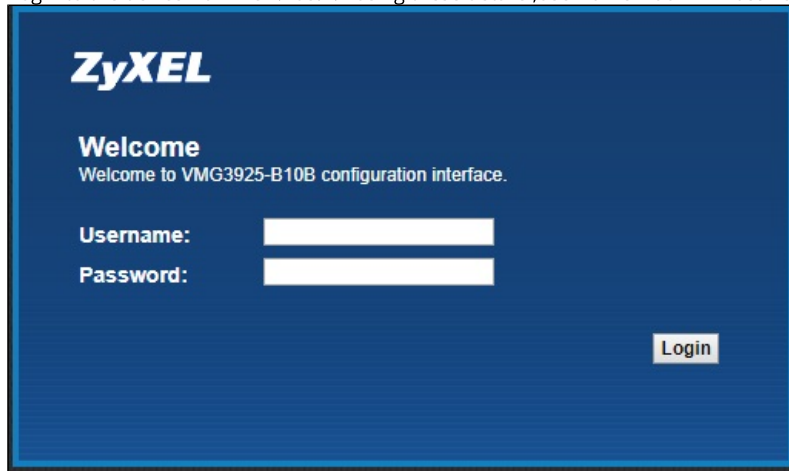 ZyXEL
Welcome
Welcome to VMG3925-B10B configuration interface.
Username:
Password:
Login